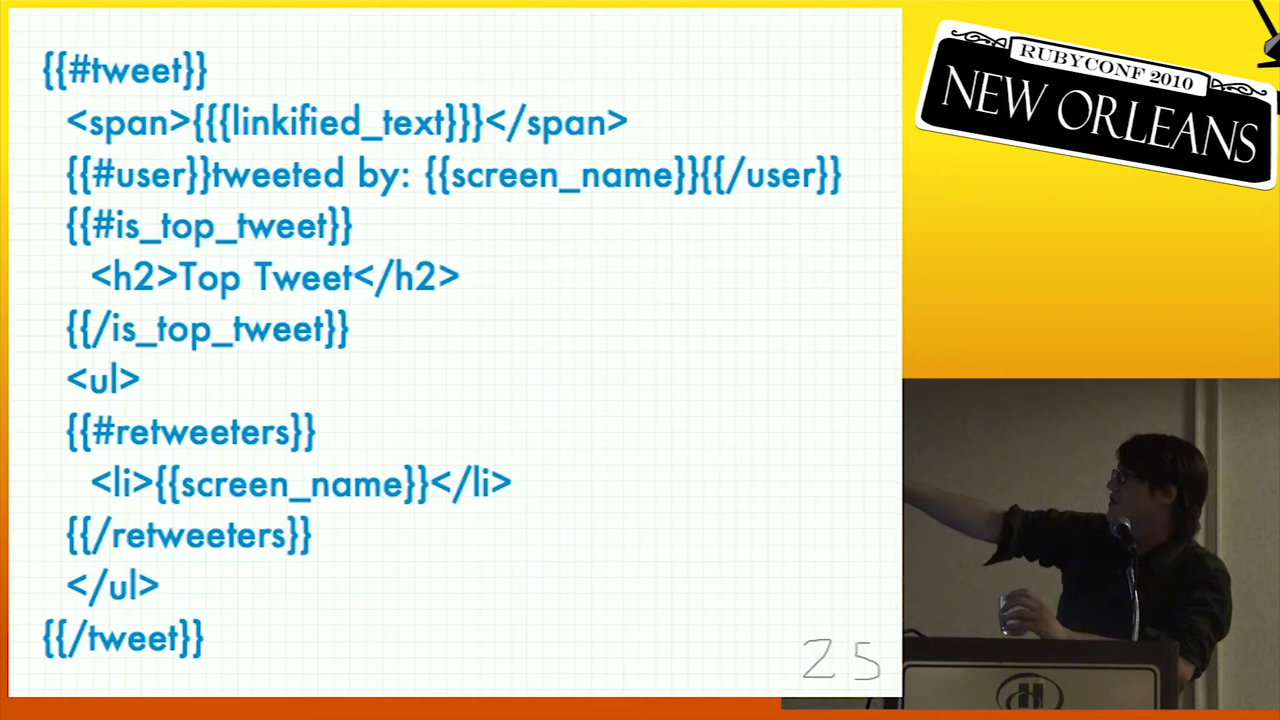 {{#tweet}}
<span>{{{linkified_text}}}</span>
{{#user}}tweeted by: {{screen_name}}{{/user}}
{{#is_top_tweet}}
<h2>Top Tweet</h2>
{{/is_top_tweet}}
<ul>
{{#retweeters}}
<li>{{screen_name}}</li>
{{/retweeters}}
</ul>
{{/tweet}}
25
RUBYCONF 2010
NEW ORLEANS